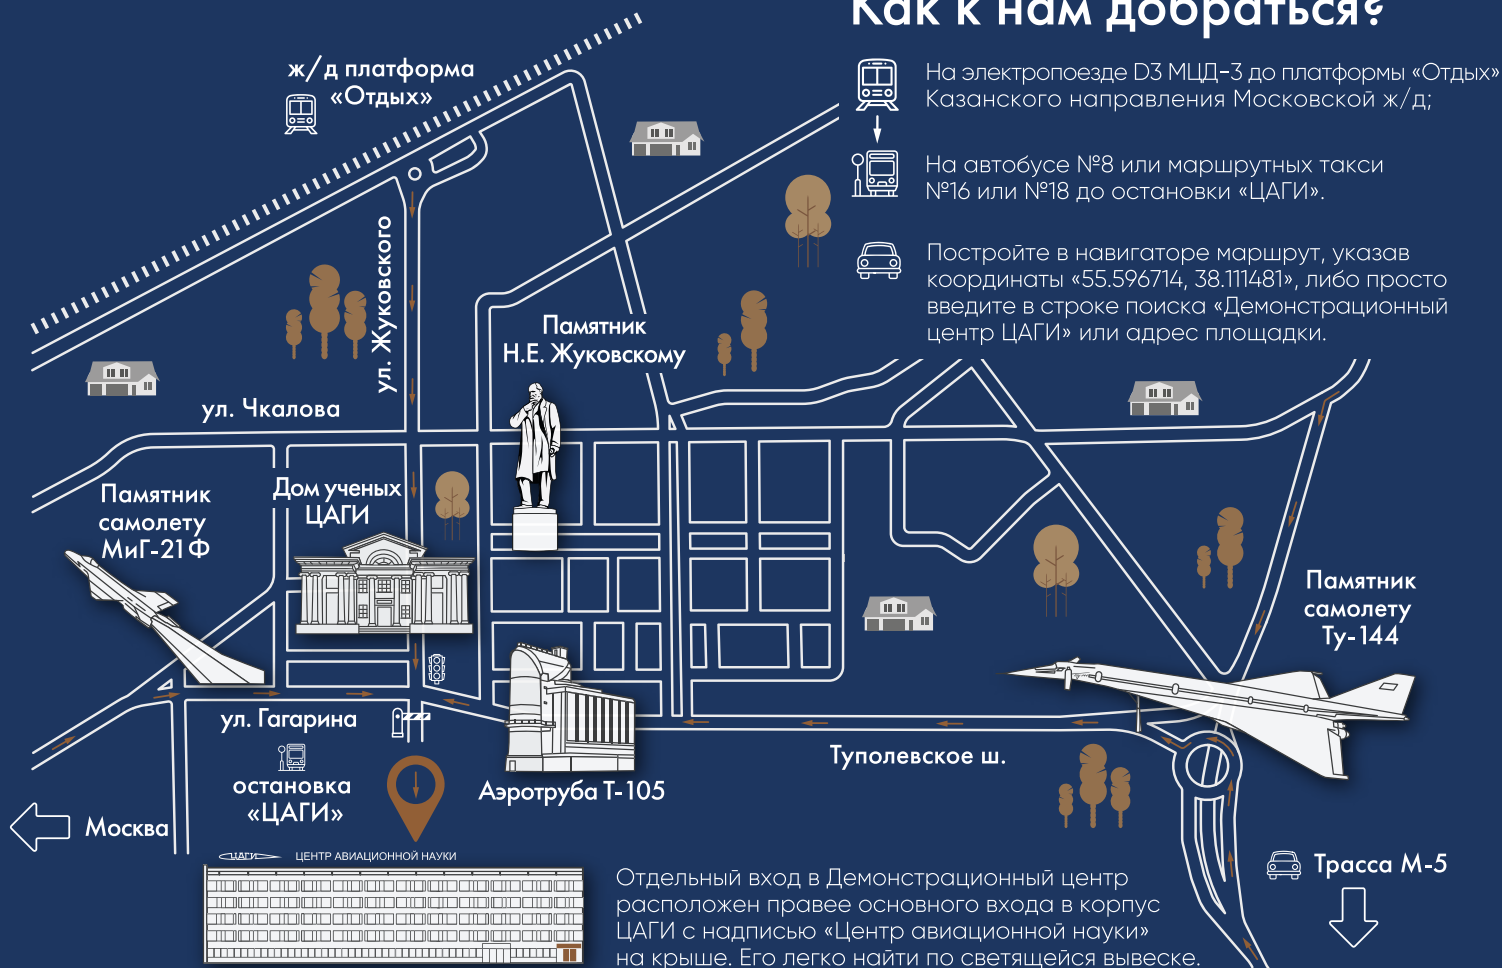 Как к нам добраться?
На электропоезде D3 МЦД-3 до платформы «Отдых»
Казанского направления Московской ж/д;
На автобусе №8 или маршрутных такси
№16 или №18 до остановки «ЦАГИ».
Постройте в навигаторе маршрут, указав
координаты «55.596714, 38.111481», либо просто
введите в строке поиска «Демонстрационный
центр ЦАГИ» или адрес площадки.
ж/д платформа
«Отдых»
ул. Жуковского
Памятник
Н.Е. Жуковскому
ул. Чкалова
Памятник
самолету
МиГ-21Ф
Дом ученых
ЦАГИ
Памятник
самолету
Ту-144
ул. Гагарина
остановка
«ЦАГИ»
Аэротруба Т-105
Туполевское ш.
Москва
Трасса М-5
ЦАГИ
ЦЕНТР АВИАЦИОННОЙ НАУКИ
Отдельный вход в Демонстрационный центр
расположен правее основного входа в корпус
ЦАГИ с надписью «Центр авиационной науки»
на крыше. Его легко найти по светящейся вывеске.